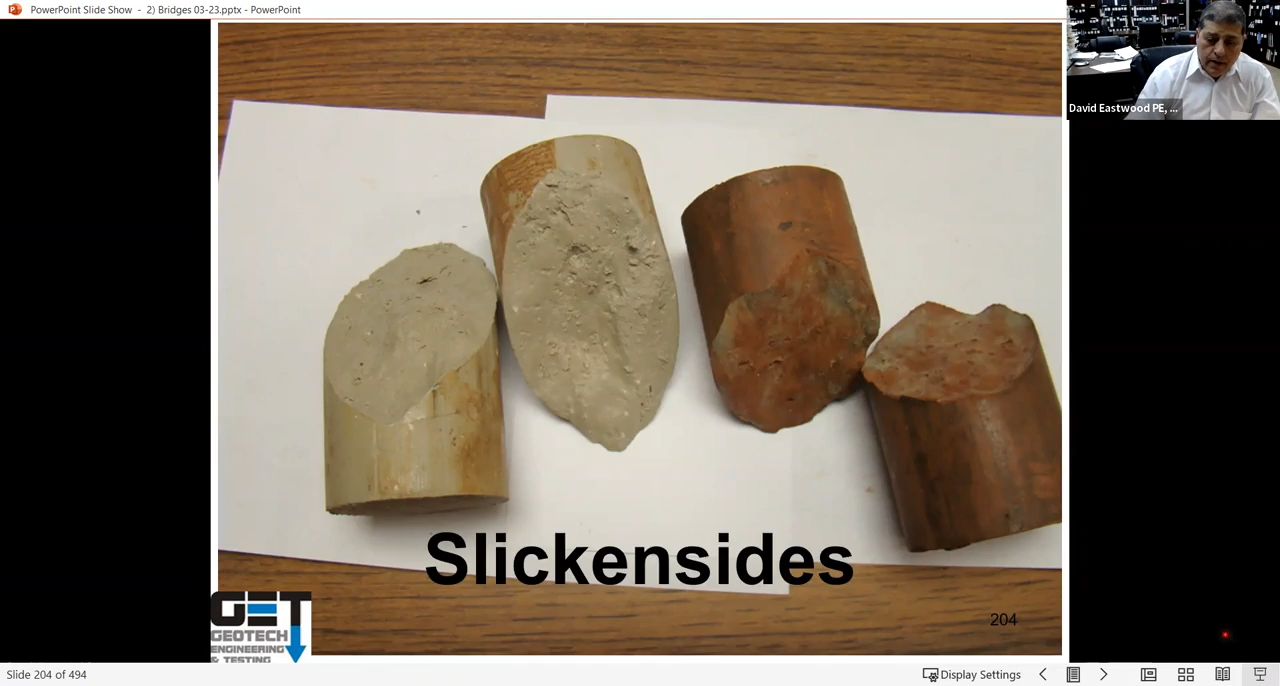 PowerPoint Slide Show - 2) Bridges 03-23.pptx - PowerPoint
David Eastwood PE, ...
Slickensides
204
GET
GEOTECH
ENGINEERING
& TESTING
Slide 204 of 494
Display Settings